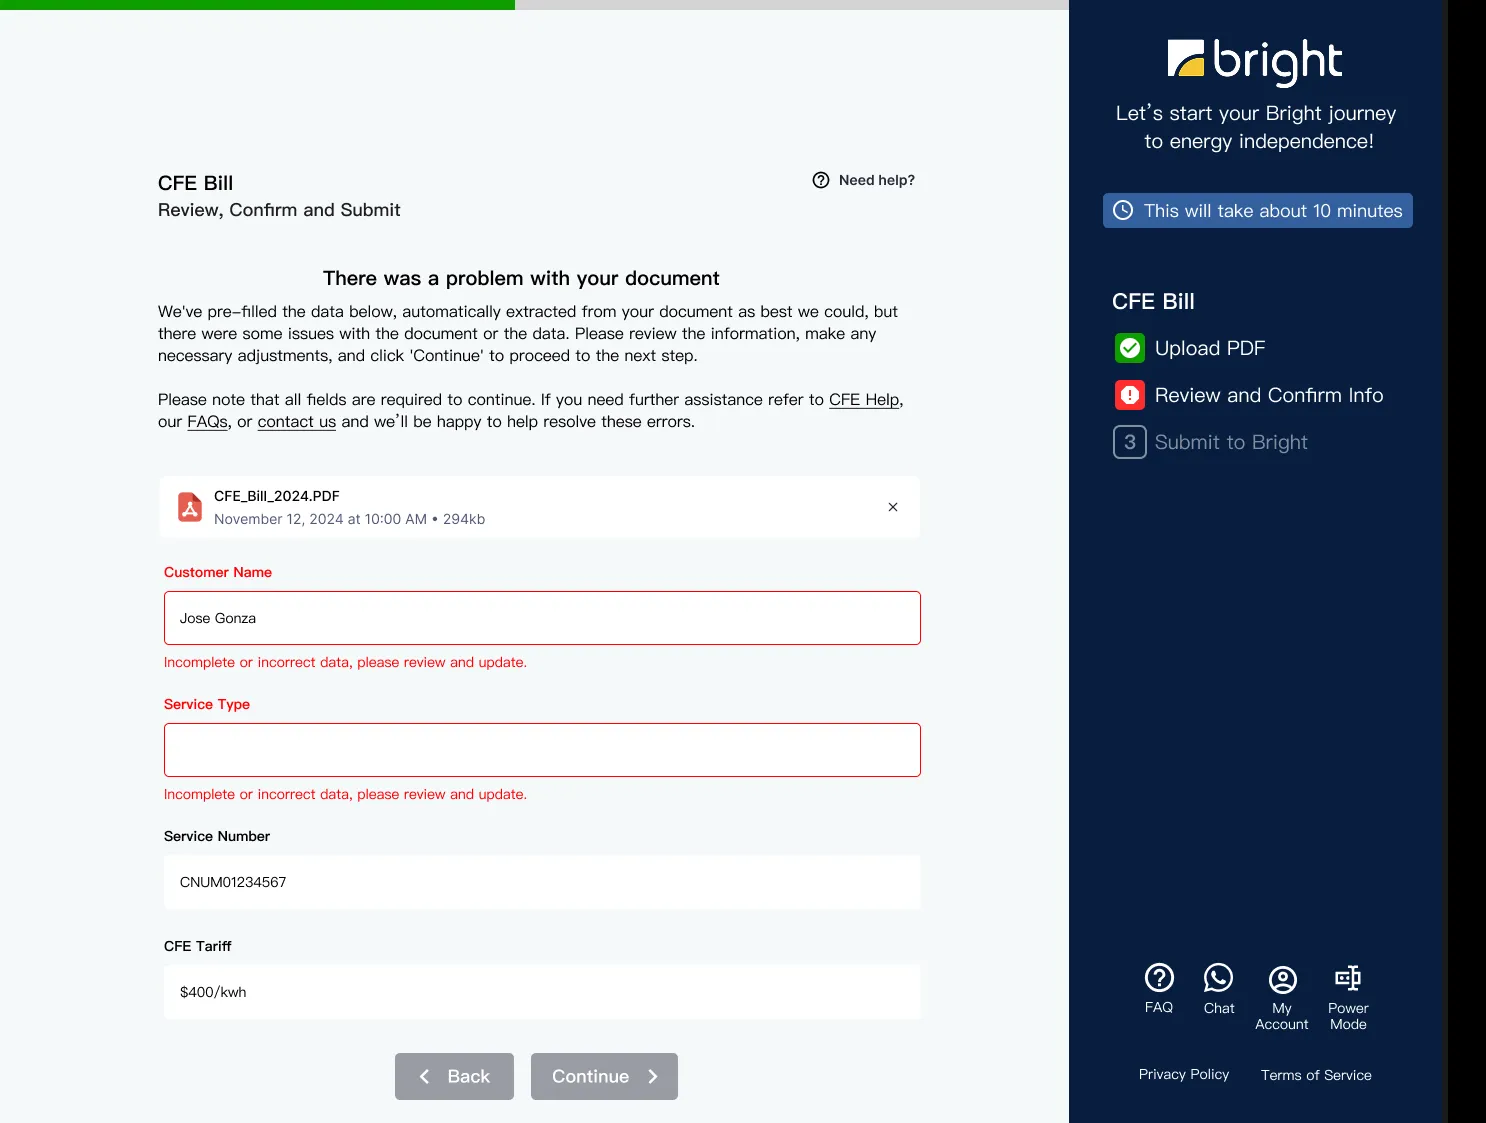 CFE Bill
Need help?
Review, Confirm and Submit
There was a problem with your document
We've pre-filled the data below, automatically extracted from your document as best we could, but
there were some issues with the document or the data. Please review the information, make any
necessary adjustments, and click 'Continue' to proceed to the next step.
Please note that all fields are required to continue. If you need further assistance refer to CFE Help,
our FAQs, or contact us and we’ll be happy to help resolve these errors.
CFE_Bill_2024.PDF
November 12, 2024 at 10:00 AM • 294kb
Customer Name
Jose Gonza
Incomplete or incorrect data, please review and update.
Service Type
Incomplete or incorrect data, please review and update.
Service Number
CNUM01234567
CFE Tariff
$400/kwh
Back
Continue
bright
Let’s start your Bright journey
to energy independence!
This will take about 10 minutes
CFE Bill
Upload PDF
Review and Confirm Info
3 Submit to Bright
FAQ
Chat
My
Account
Power
Mode
Privacy Policy
Terms of Service